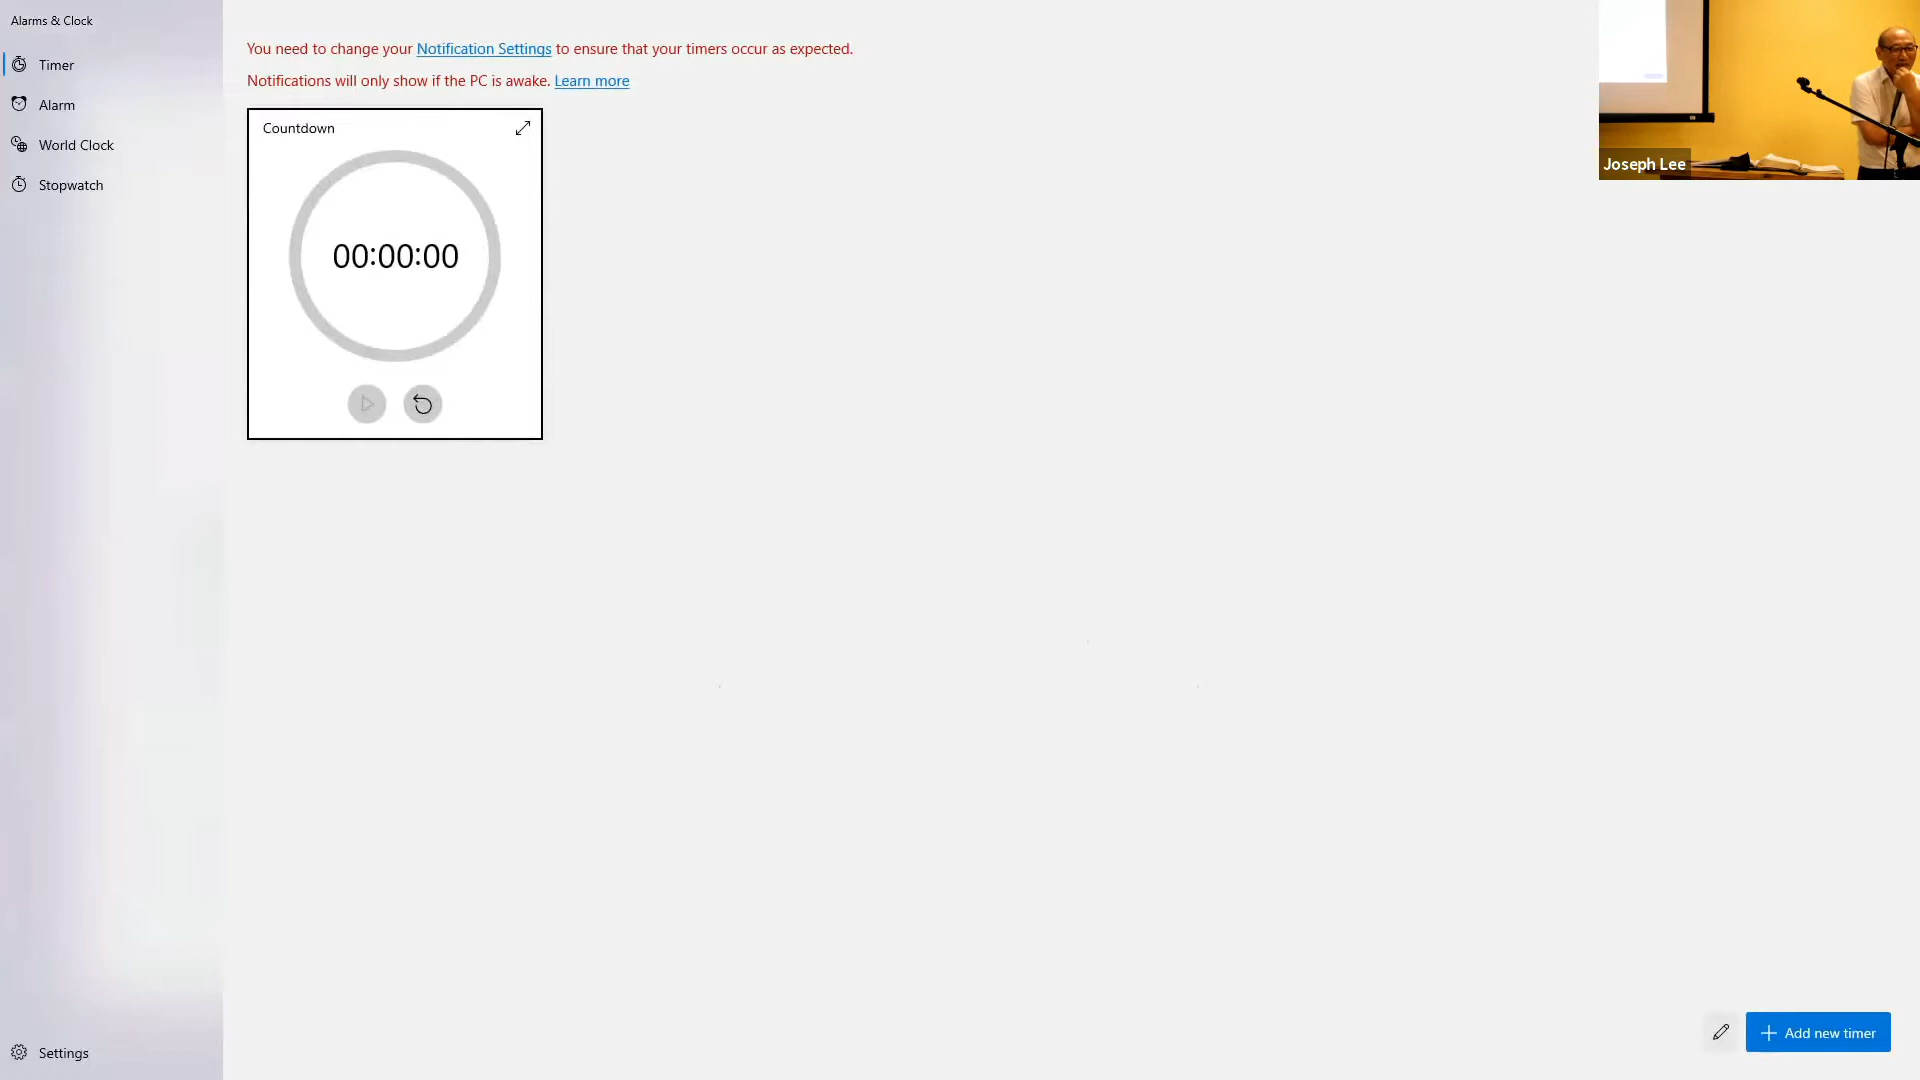 Alarms & Clock
Timer
Alarm
World Clock
Stopwatch
Settings
You need to change your Notification Settings to ensure that your timers occur as expected.
Notifications will only show if the PC is awake. Learn more
Countdown
00:00:00
Add new timer
Joseph Lee